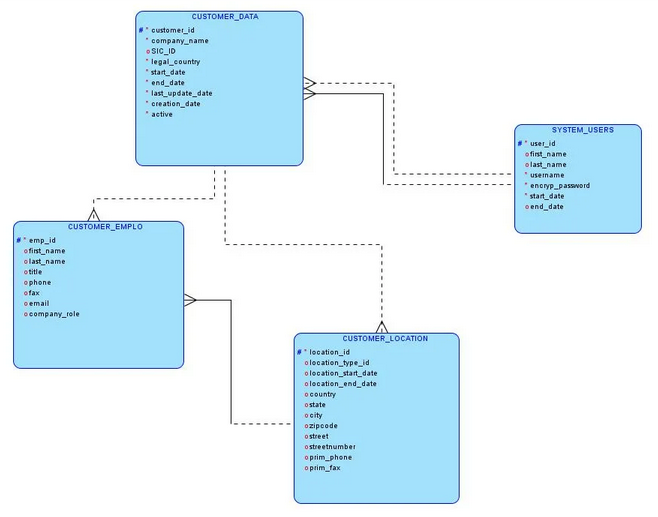 CUSTOMER_DATA
# * customer_id
* company_name
o SIC_ID
* legal_country
* start_date
* end_date
* last_update_date
* creation_date
* active
SYSTEM_USERS
# * user_id
o first_name
o last_name
* username
* encryp_password
* start_date
o end_date
CUSTOMER_EMPLO
# * emp_id
o first_name
o last_name
o title
o phone
o fax
o email
o company_role
CUSTOMER_LOCATION
# * location_id
o location_type_id
o location_start_date
o location_end_date
o country
o state
o city
o zipcode
o street
o streetnumber
o prim_phone
o prim_fax